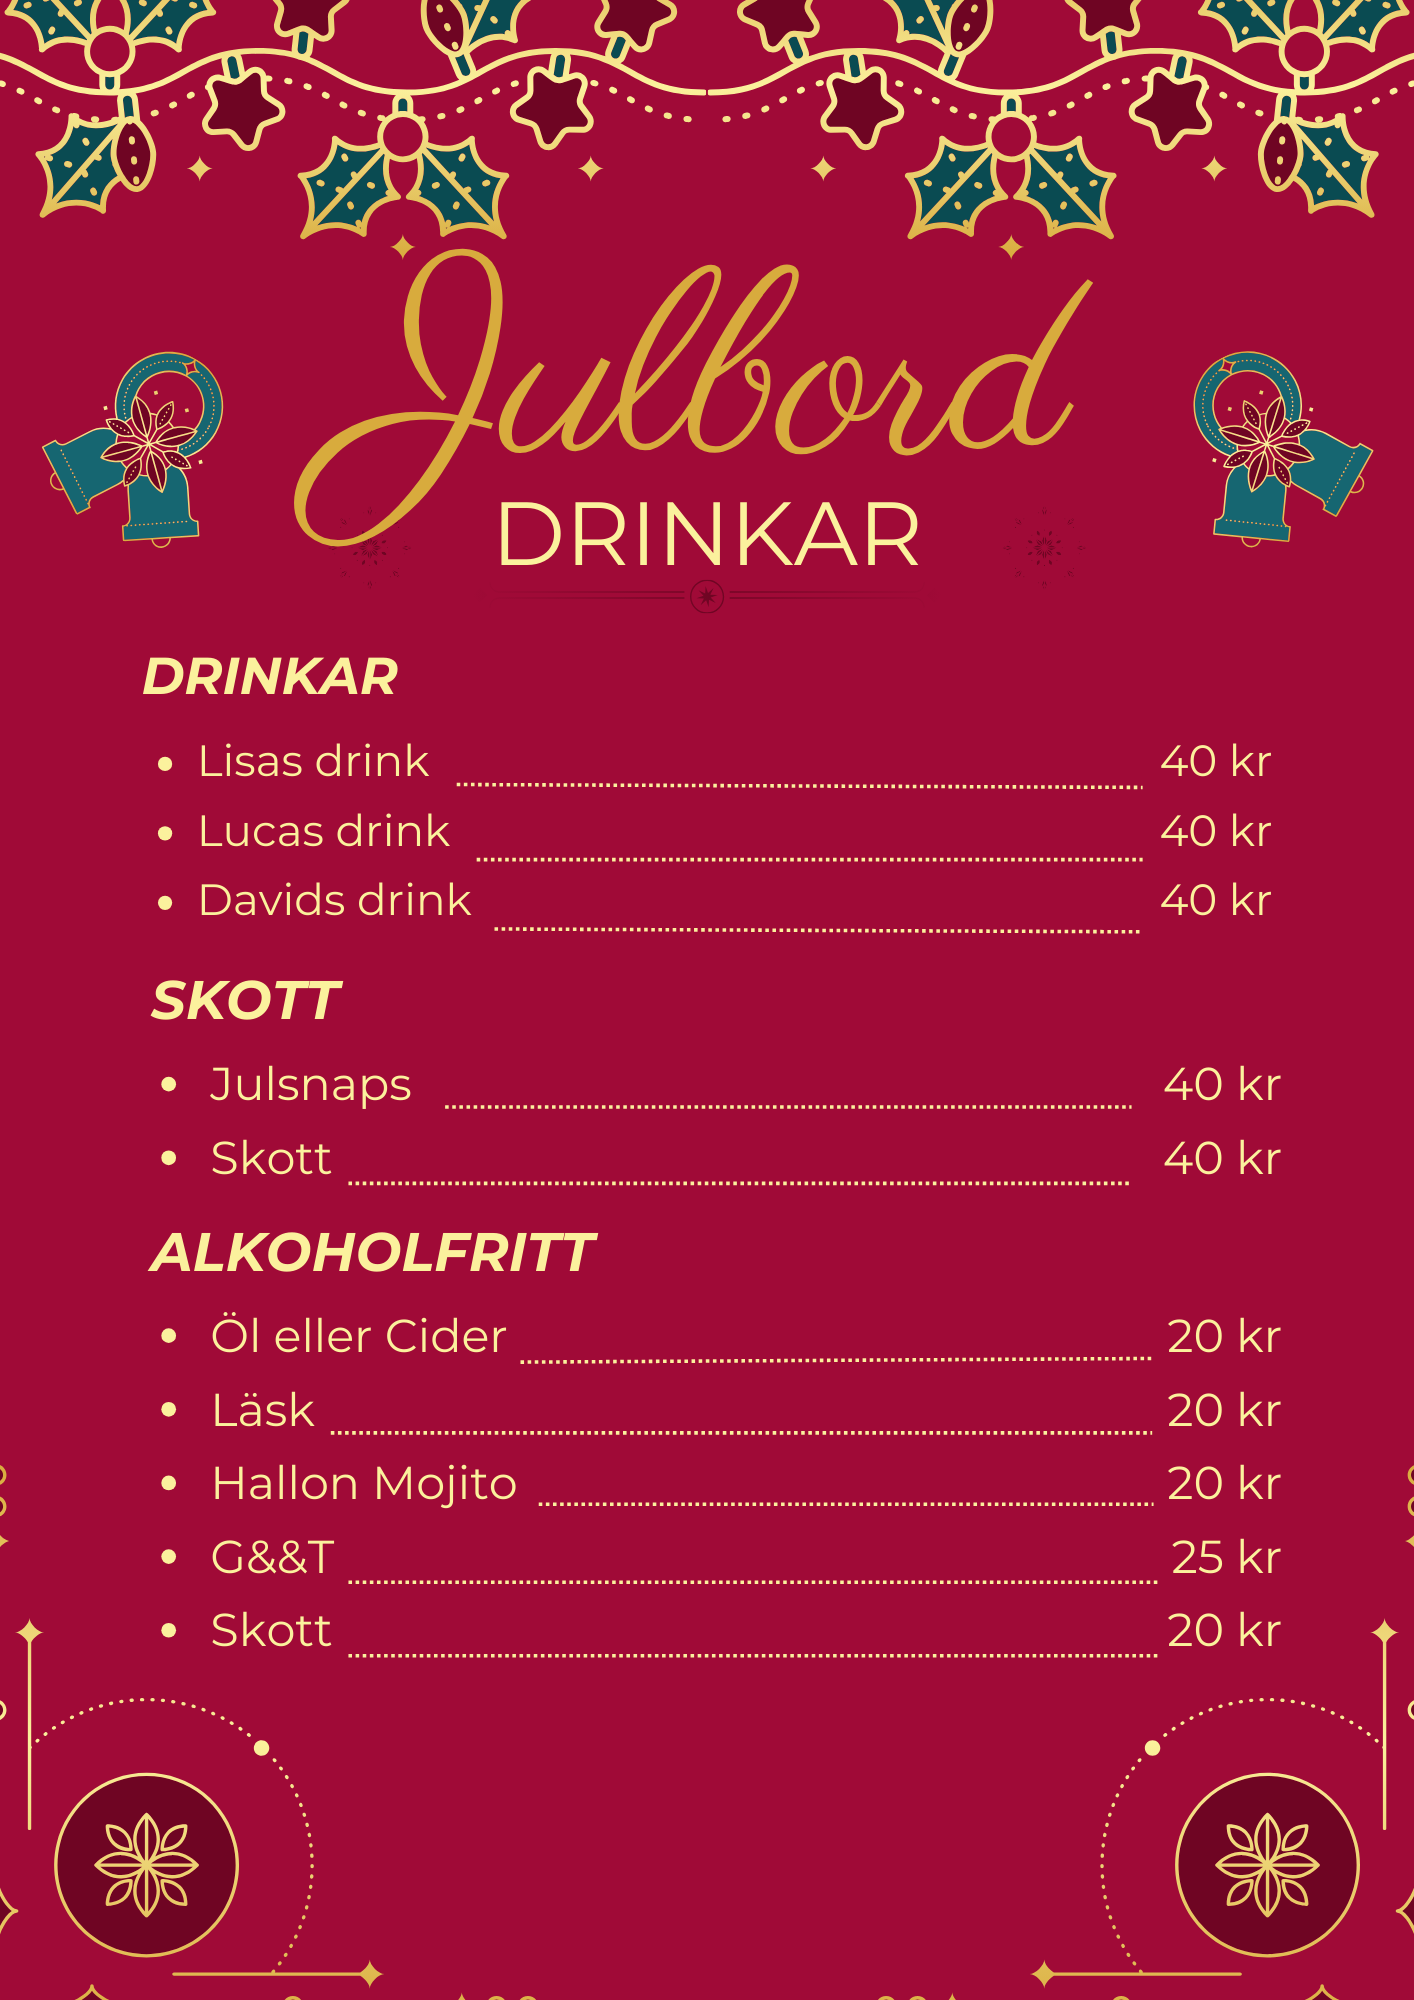 Julbord
DRINKAR
DRINKAR
• Lisas drink 40 kr
• Lucas drink 40 kr
• Davids drink 40 kr
SKOTT
• Julsnaps 40 kr
• Skott 40 kr
ALKOHOLFRITT
• Öl eller Cider 20 kr
• Läsk 20 kr
• Hallon Mojito 20 kr
• G&&T 25 kr
• Skott 20 kr